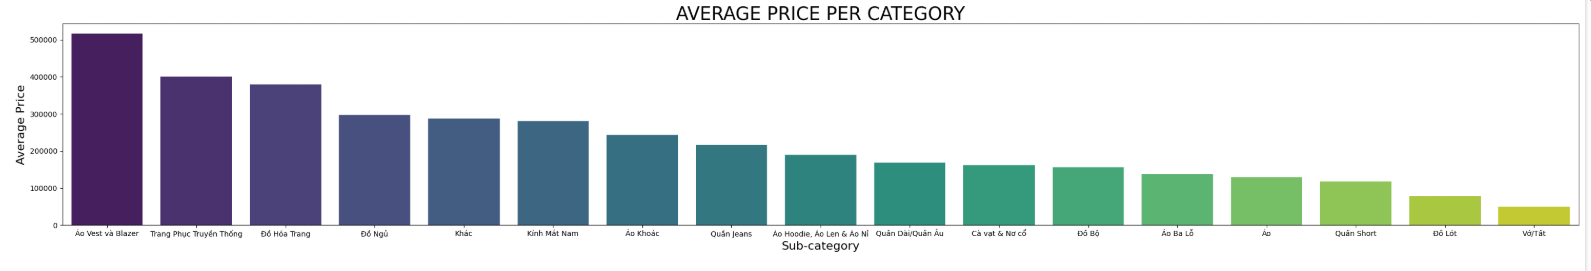 AVERAGE PRICE PER CATEGORY
500000
400000
300000
200000
100000
0
Average Price
Áo Vest và Blazer Trang Phục Truyền Thống Đồ Hóa Trang Đồ Ngủ Khác Kính Mắt Nam Áo Khoác Quần Jeans Áo Hoodie, Áo Len & Áo Nỉ Quần Dài/Quần Âu Cà vạt & Nơ cổ Đồ Bộ Áo Ba Lỗ Áo Quần Short Đồ Lót Vớ/Tất
Sub-category